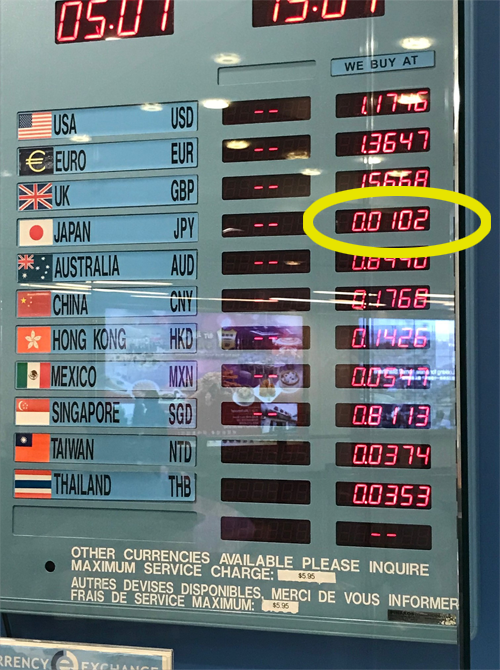 05.01
WE BUY AT
USA USD -- 1.1746
EURO EUR -- 1.3647
UK GBP -- 1.5668
JAPAN JPY -- 0.0102
AUSTRALIA AUD --
CHINA CNY -- 0.1768
HONG KONG HKD -- 0.1426
MEXICO MXN --
SINGAPORE SGD -- 0.8113
TAIWAN NTD 0.0374
THAILAND THB 0.0353
--
OTHER CURRENCIES AVAILABLE PLEASE INQUIRE
MAXIMUM SERVICE CHARGE: $5.95
AUTRES DEVISES DISPONIBLES, MERCI DE VOUS INFORMER
FRAIS DE SERVICE MAXIMUM: $5.95
RRENCY EXCHANGE